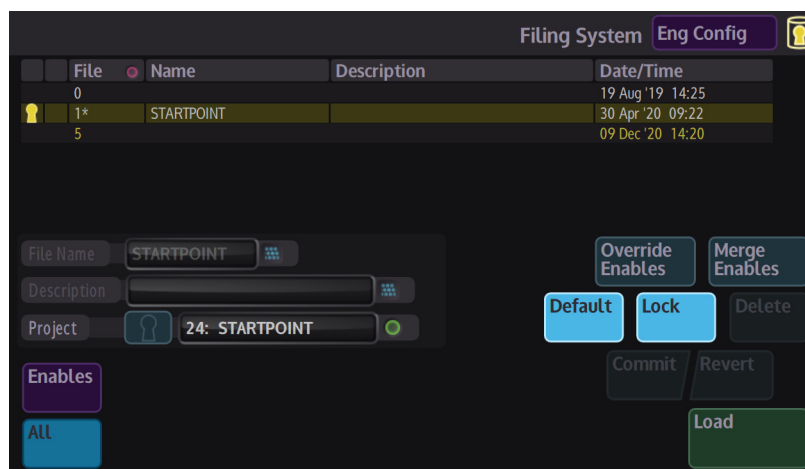 Filing System Eng Config
File Name Description Date/Time
0 19 Aug '19 14:25
1* STARTPOINT 30 Apr '20 09:22
5 09 Dec '20 14:20
File Name STARTPOINT
Override Enables
Merge Enables
Description
Default Lock Delete
Project 24: STARTPOINT
Commit Revert
Enables
All
Load